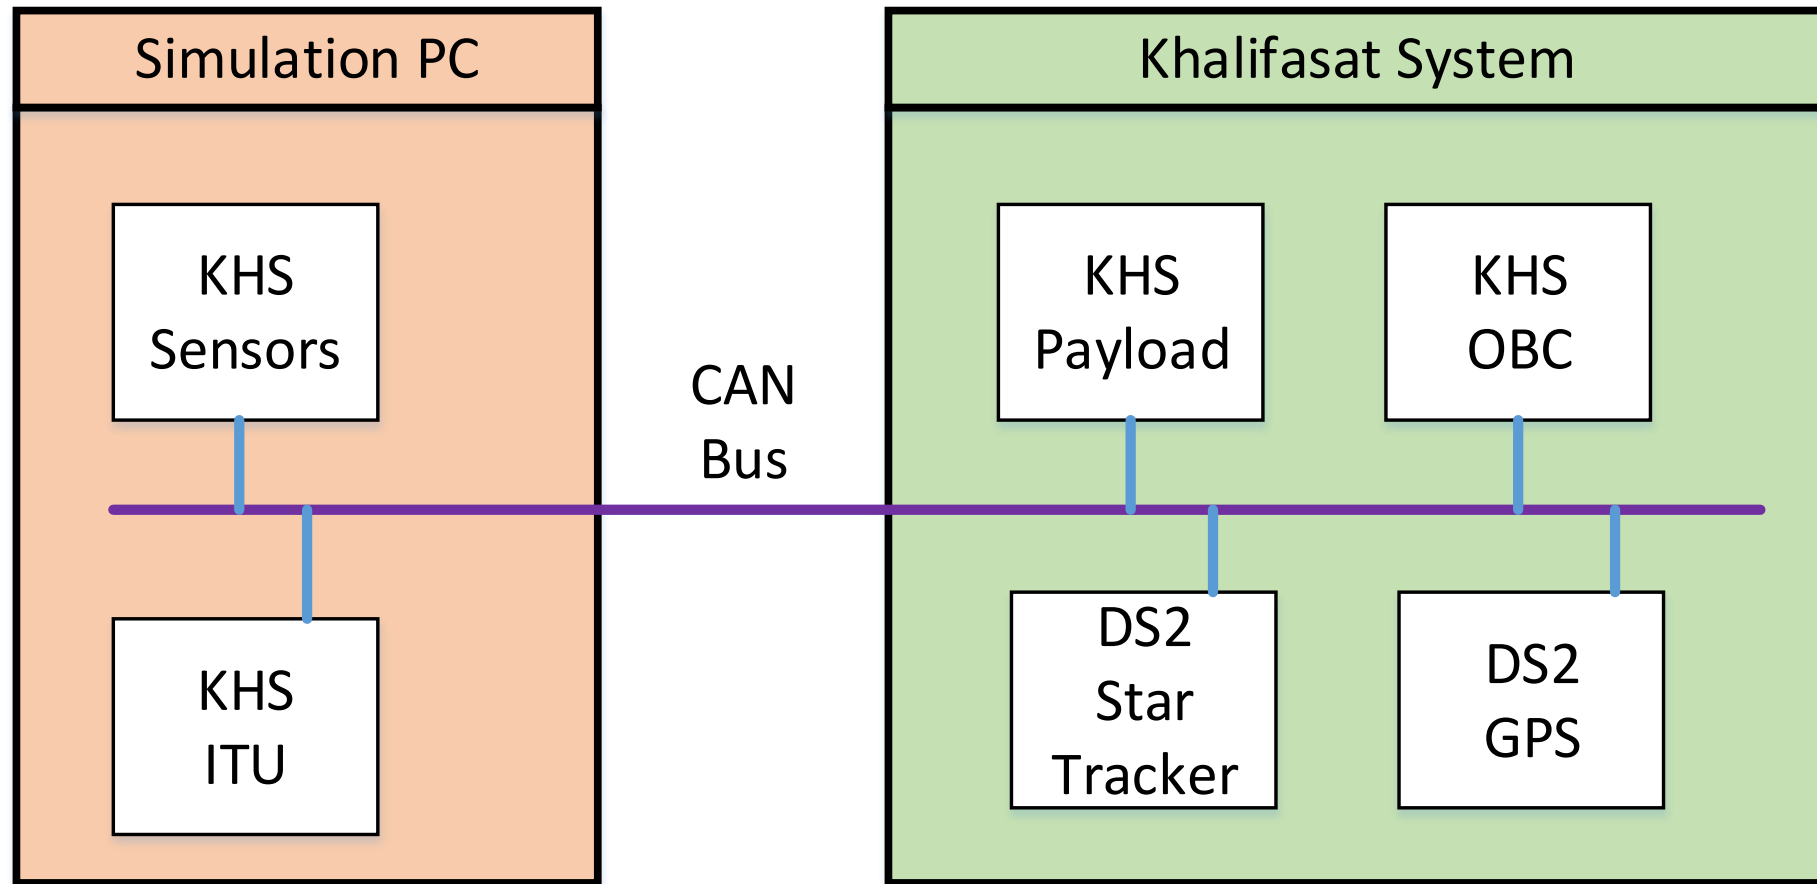 Simulation PC
KHS
Sensors
KHS
ITU
CAN
Bus
Khalifasat System
KHS
Payload
KHS
OBC
DS2
Star
Tracker
DS2
GPS